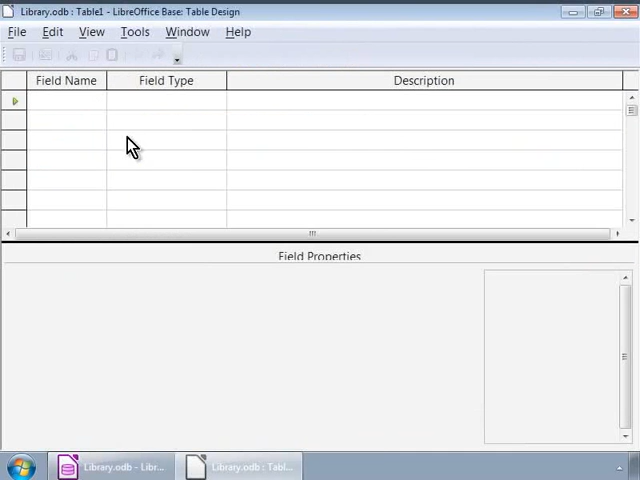 Library.odb : Table1 - LibreOffice Base: Table Design
File Edit View Tools Window Help
Field Name Field Type Description
Field Properties
Library.odb - Libr... Library.odb : Tabl...